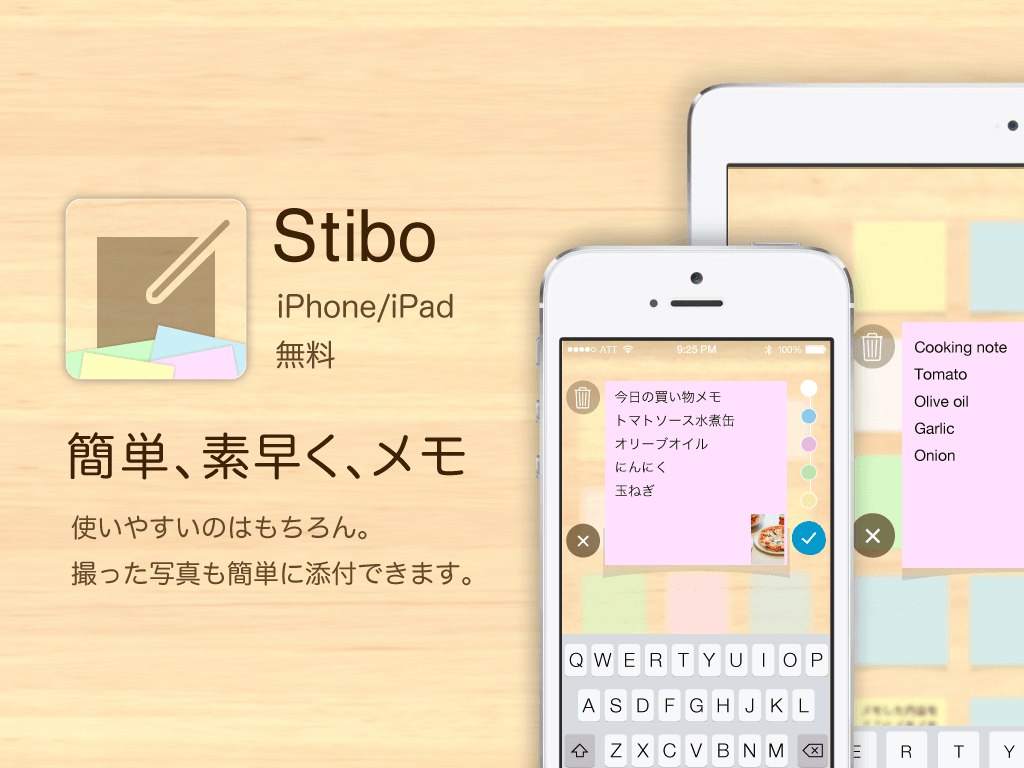 Stibo
iPhone/iPad
無料
簡単、素早く、メモ
使いやすいのはもちろん。
撮った写真も簡単に添付できます。
ATT
9:25 PM
100%
今日の買い物メモ
トマトソース水煮缶
オリーブオイル
にんにく
玉ねぎ
Q W E R T Y U I O P
A S D F G H J K L
Z X C V B N M
Cooking note
Tomato
Olive oil
Garlic
Onion
E R T Y